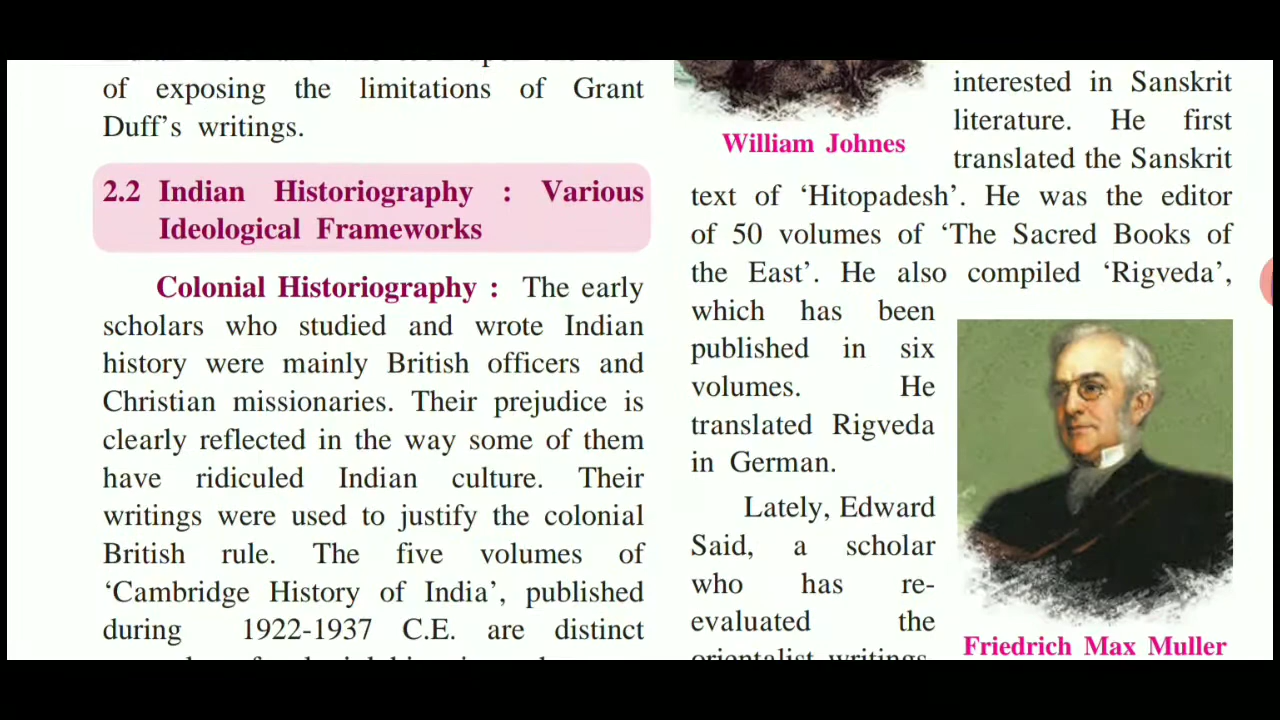 of exposing the limitations of Grant
Duff's writings.
2.2 Indian Historiography : Various
Ideological Frameworks
Colonial Historiography : The early
scholars who studied and wrote Indian
history were mainly British officers and
Christian missionaries. Their prejudice is
clearly reflected in the way some of them
have ridiculed Indian culture. Their
writings were used to justify the colonial
British rule. The five volumes of
‘Cambridge History of India’, published
during 1922-1937 C.E. are distinct
William Johnes
interested in Sanskrit
literature. He first
translated the Sanskrit
text of ‘Hitopadesh’. He was the editor
of 50 volumes of ‘The Sacred Books of
the East’. He also compiled ‘Rigveda’,
which has been
published in six
volumes. He
translated Rigveda
in German.
Lately, Edward
Said, a scholar
who has re-
evaluated the
orientalist writings,
Friedrich Max Muller